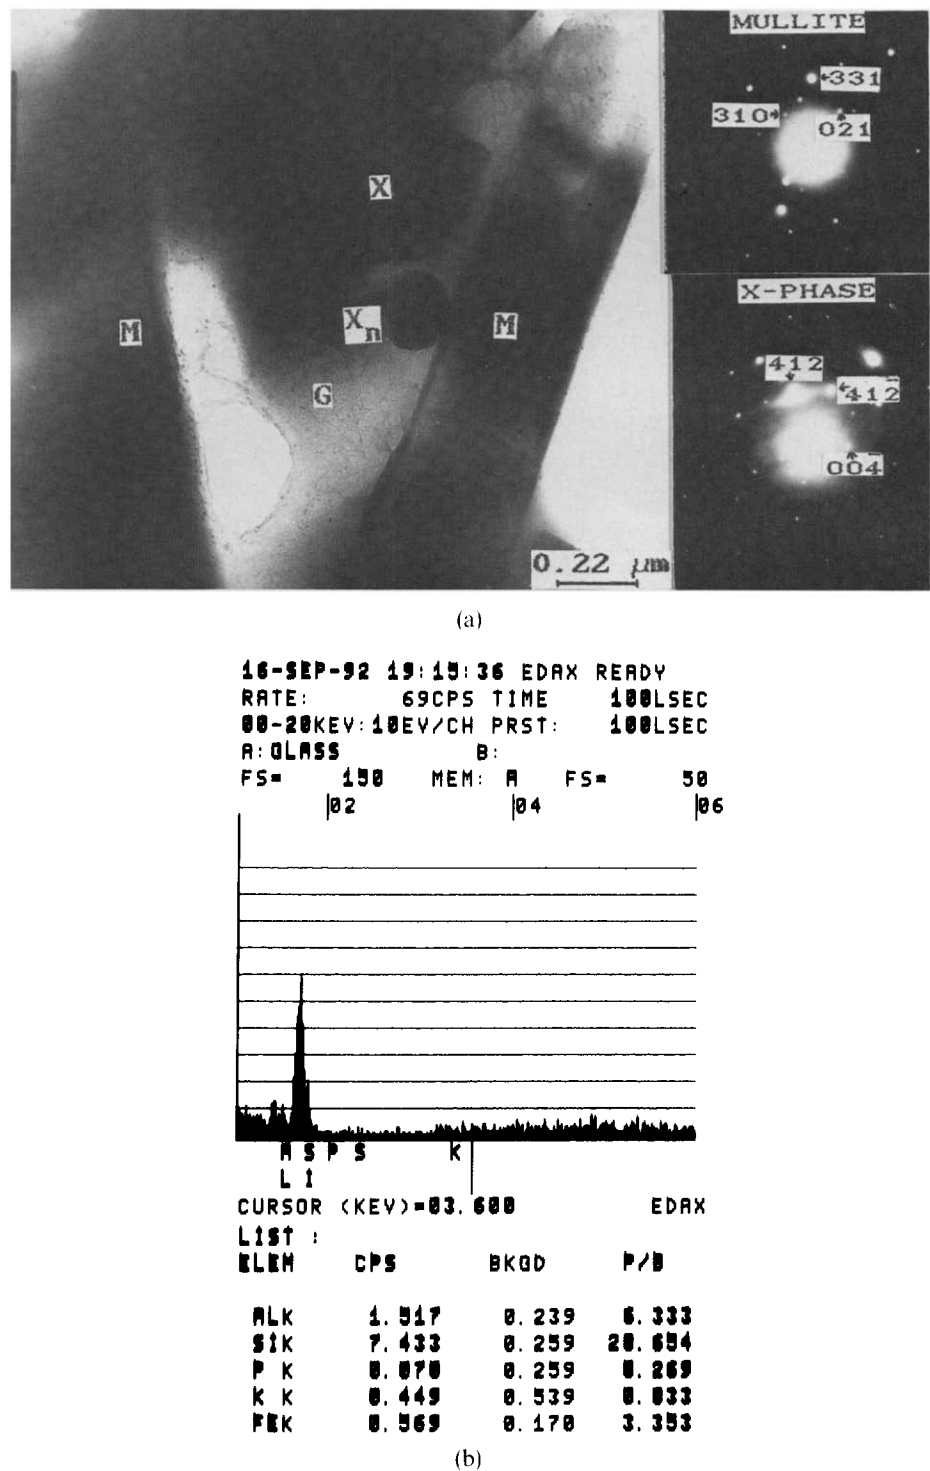 MULLITE
331
310
021
X
X-PHASE
Xn
M
M
412
412̅
G
004̅
0.22 μm
(a)
16-SEP-92 19:15:36 EDAX READY
RATE: 69CPS TIME 100LSEC
00-20KEV:10EV/CH PRST: 100LSEC
A:GLASS B:
FS= 150 MEM: A FS= 50
|02 |04 |06
A S P S K
L I
CURSOR (KEV)=03.600 EDAX
LIST :
ELEM CPS BKGD P/B
ALK 1.517 0.239 6.333
SIK 7.433 0.259 28.654
P K 0.070 0.259 0.269
K K 0.449 0.539 0.833
FEK 0.569 0.170 3.353
(b)